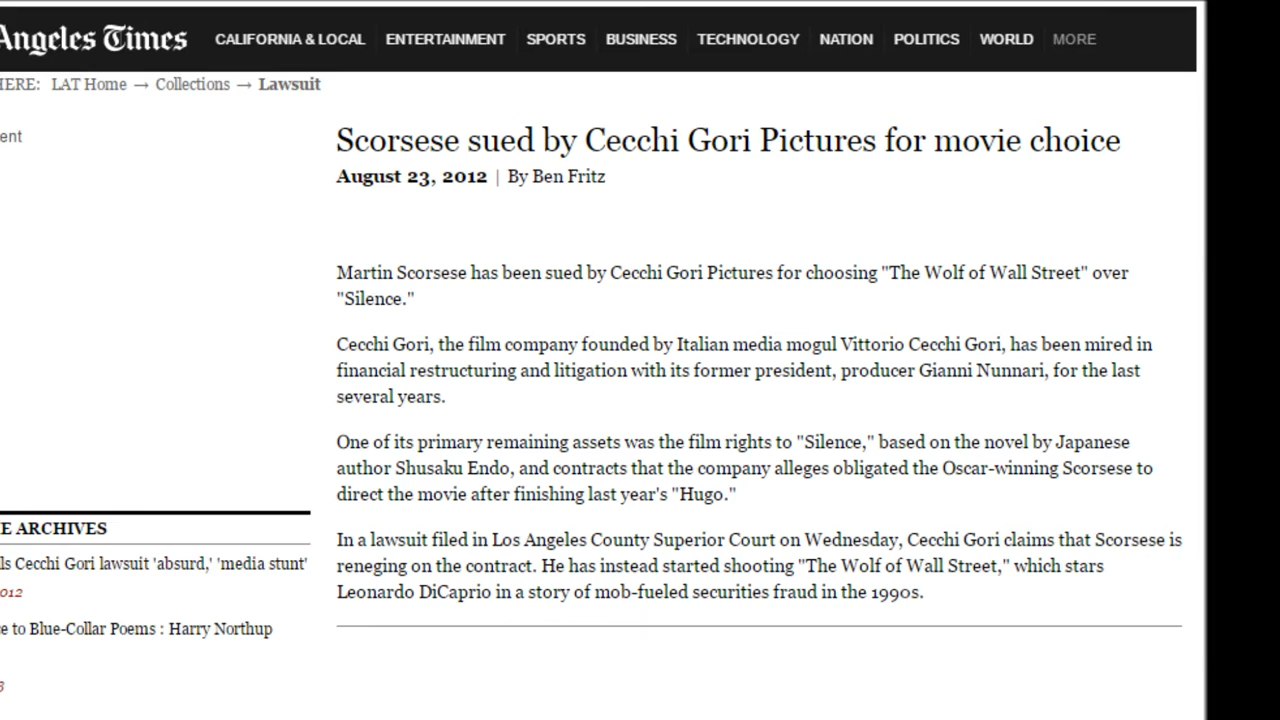 Angeles Times CALIFORNIA & LOCAL ENTERTAINMENT SPORTS BUSINESS TECHNOLOGY NATION POLITICS WORLD MORE
HERE: LAT Home → Collections → Lawsuit
Scorsese sued by Cecchi Gori Pictures for movie choice
August 23, 2012 | By Ben Fritz
Martin Scorsese has been sued by Cecchi Gori Pictures for choosing "The Wolf of Wall Street" over
"Silence."
Cecchi Gori, the film company founded by Italian media mogul Vittorio Cecchi Gori, has been mired in
financial restructuring and litigation with its former president, producer Gianni Nunnari, for the last
several years.
One of its primary remaining assets was the film rights to "Silence," based on the novel by Japanese
author Shusaku Endo, and contracts that the company alleges obligated the Oscar-winning Scorsese to
direct the movie after finishing last year's "Hugo."
In a lawsuit filed in Los Angeles County Superior Court on Wednesday, Cecchi Gori claims that Scorsese is
reneging on the contract. He has instead started shooting "The Wolf of Wall Street," which stars
Leonardo DiCaprio in a story of mob-fueled securities fraud in the 1990s.
E ARCHIVES
ls Cecchi Gori lawsuit 'absurd,' 'media stunt'
2012
e to Blue-Collar Poems : Harry Northup